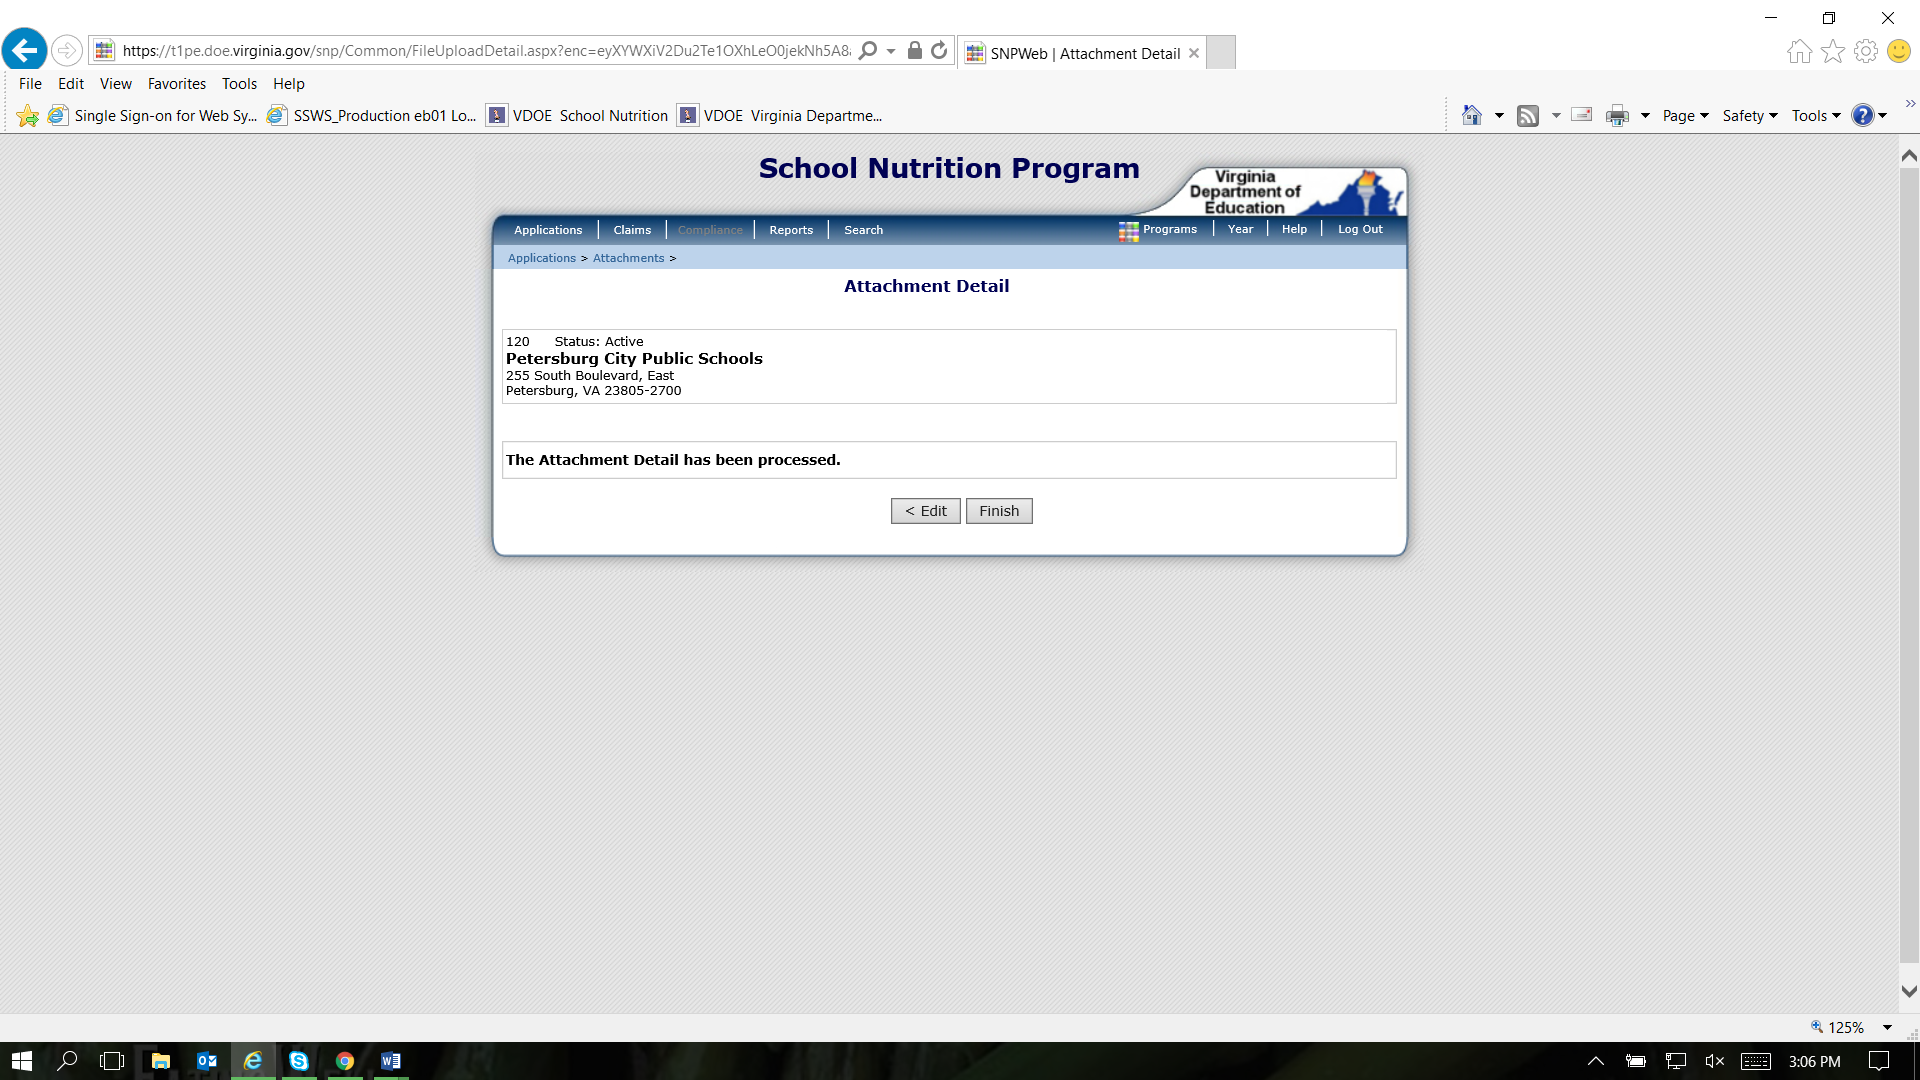 https://t1pe.doe.virginia.gov/snp/Common/FileUploadDetail.aspx?enc=eyXYWXiV2Du2Te1OXhLeO0jekNh5A8
SNPWeb | Attachment Detail
File Edit View Favorites Tools Help
Single Sign-on for Web Sy... SSWS_Production eb01 Lo... VDOE School Nutrition VDOE Virginia Departme...
Page Safety Tools
School Nutrition Program
Virginia
Department of
Education
Applications Claims Compliance Reports Search Programs Year Help Log Out
Applications > Attachments >
Attachment Detail
120 Status: Active
Petersburg City Public Schools
255 South Boulevard, East
Petersburg, VA 23805-2700
The Attachment Detail has been processed.
< Edit Finish
125%
3:06 PM